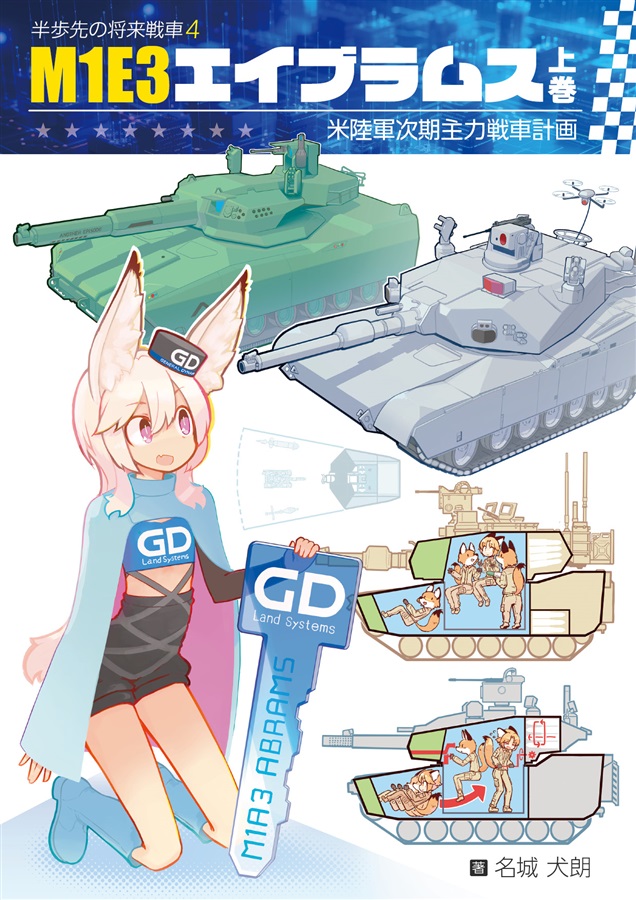 半歩先の将来戦車4
M1E3エイブラムス上巻
米陸軍次期主力戦車計画
GD
GD
Land Systems
GD
Land Systems
M1A3 ABRAMS
著 名城 犬朗